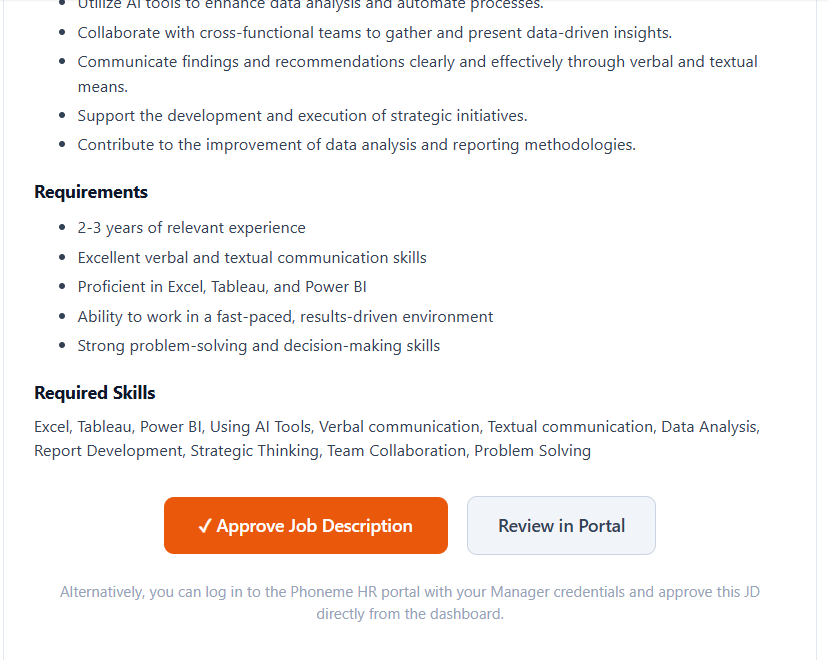 Utilize AI tools to enhance data analysis and automate processes.
• Collaborate with cross-functional teams to gather and present data-driven insights.
• Communicate findings and recommendations clearly and effectively through verbal and textual
means.
• Support the development and execution of strategic initiatives.
• Contribute to the improvement of data analysis and reporting methodologies.
Requirements
• 2-3 years of relevant experience
• Excellent verbal and textual communication skills
• Proficient in Excel, Tableau, and Power BI
• Ability to work in a fast-paced, results-driven environment
• Strong problem-solving and decision-making skills
Required Skills
Excel, Tableau, Power BI, Using AI Tools, Verbal communication, Textual communication, Data Analysis,
Report Development, Strategic Thinking, Team Collaboration, Problem Solving
✓ Approve Job Description
Review in Portal
Alternatively, you can log in to the Phoneme HR portal with your Manager credentials and approve this JD
directly from the dashboard.